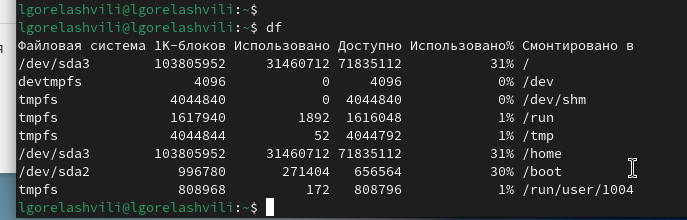 lgorelashvili@lgorelashvili:~$
lgorelashvili@lgorelashvili:~$ df
Файловая система 1K-блоков Использовано Доступно Использовано% Смонтировано в
/dev/sda3 103805952 31460712 71835112 31% /
devtmpfs 4096 0 4096 0% /dev
tmpfs 4044840 0 4044840 0% /dev/shm
tmpfs 1617940 1892 1616048 1% /run
tmpfs 4044844 52 4044792 1% /tmp
/dev/sda3 103805952 31460712 71835112 31% /home
/dev/sda2 996780 271404 656564 30% /boot
tmpfs 808968 172 808796 1% /run/user/1004
lgorelashvili@lgorelashvili:~$